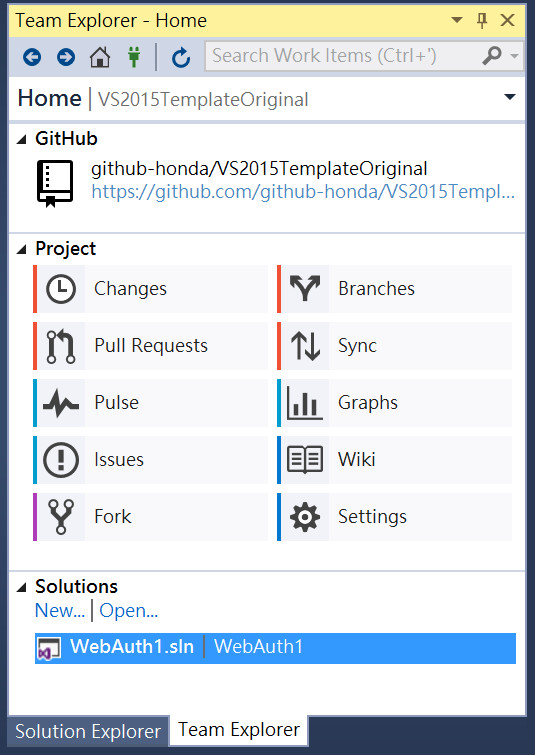 Team Explorer - Home
Search Work Items (Ctrl+')
Home | VS2015TemplateOriginal
GitHub
github-honda/VS2015TemplateOriginal
https://github.com/github-honda/VS2015Templ...
Project
Changes Branches
Pull Requests Sync
Pulse Graphs
Issues Wiki
Fork Settings
Solutions
New... | Open...
WebAuth1.sln | WebAuth1
Solution Explorer Team Explorer